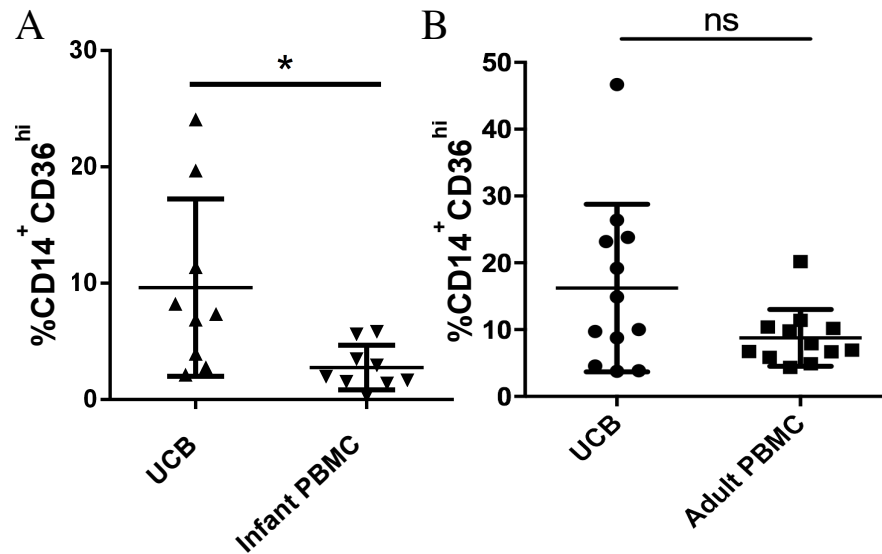 A
%CD14+ CD36hi
30
20
10
0
*
UCB
Infant PBMC
B
%CD14+ CD36hi
50
40
30
20
10
0
ns
UCB
Adult PBMC